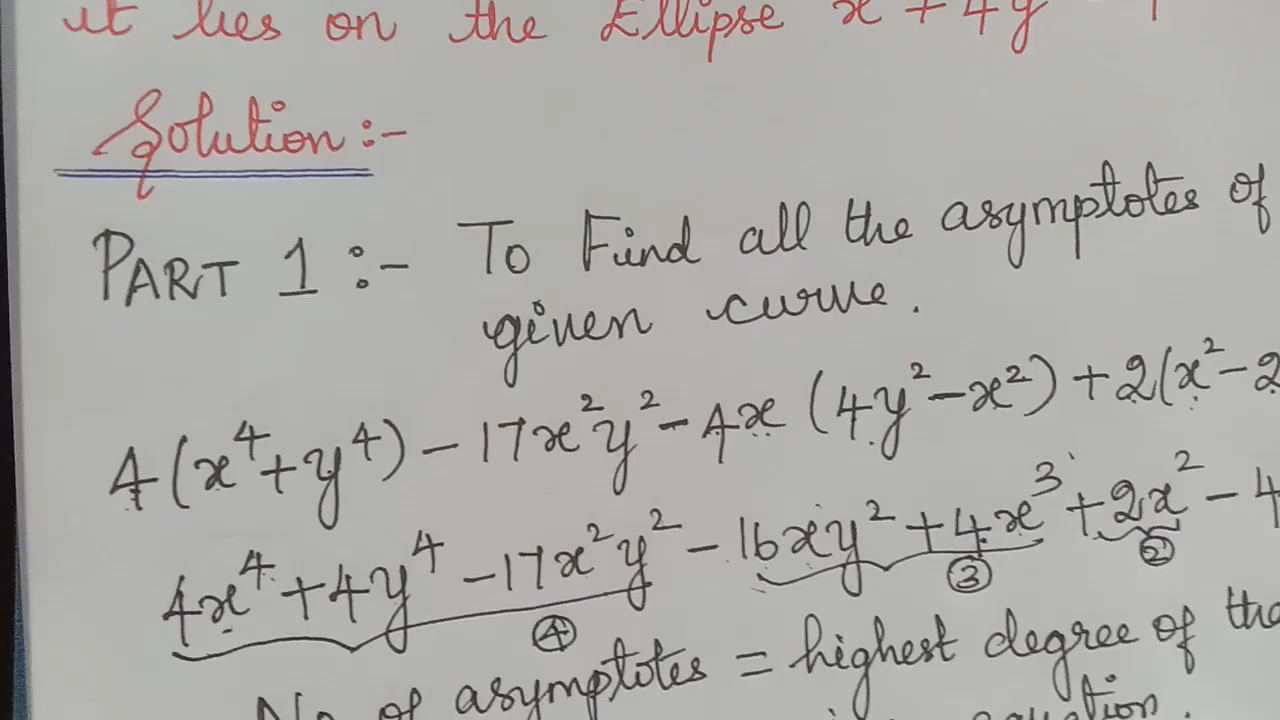 it lies on the Ellipse x + 4y
Solution :-
PART 1 :- To Find all the asymptotes of
given curve.
4(x⁴+y⁴) - 17x²y² - 4x (4y²-x²) + 2(x²-2
4x⁴ + 4y⁴ - 17x²y² - 16xy² + 4x³ + 2x² - 4
④ ③ ②
No of asymptotes = highest degree of the
equation.